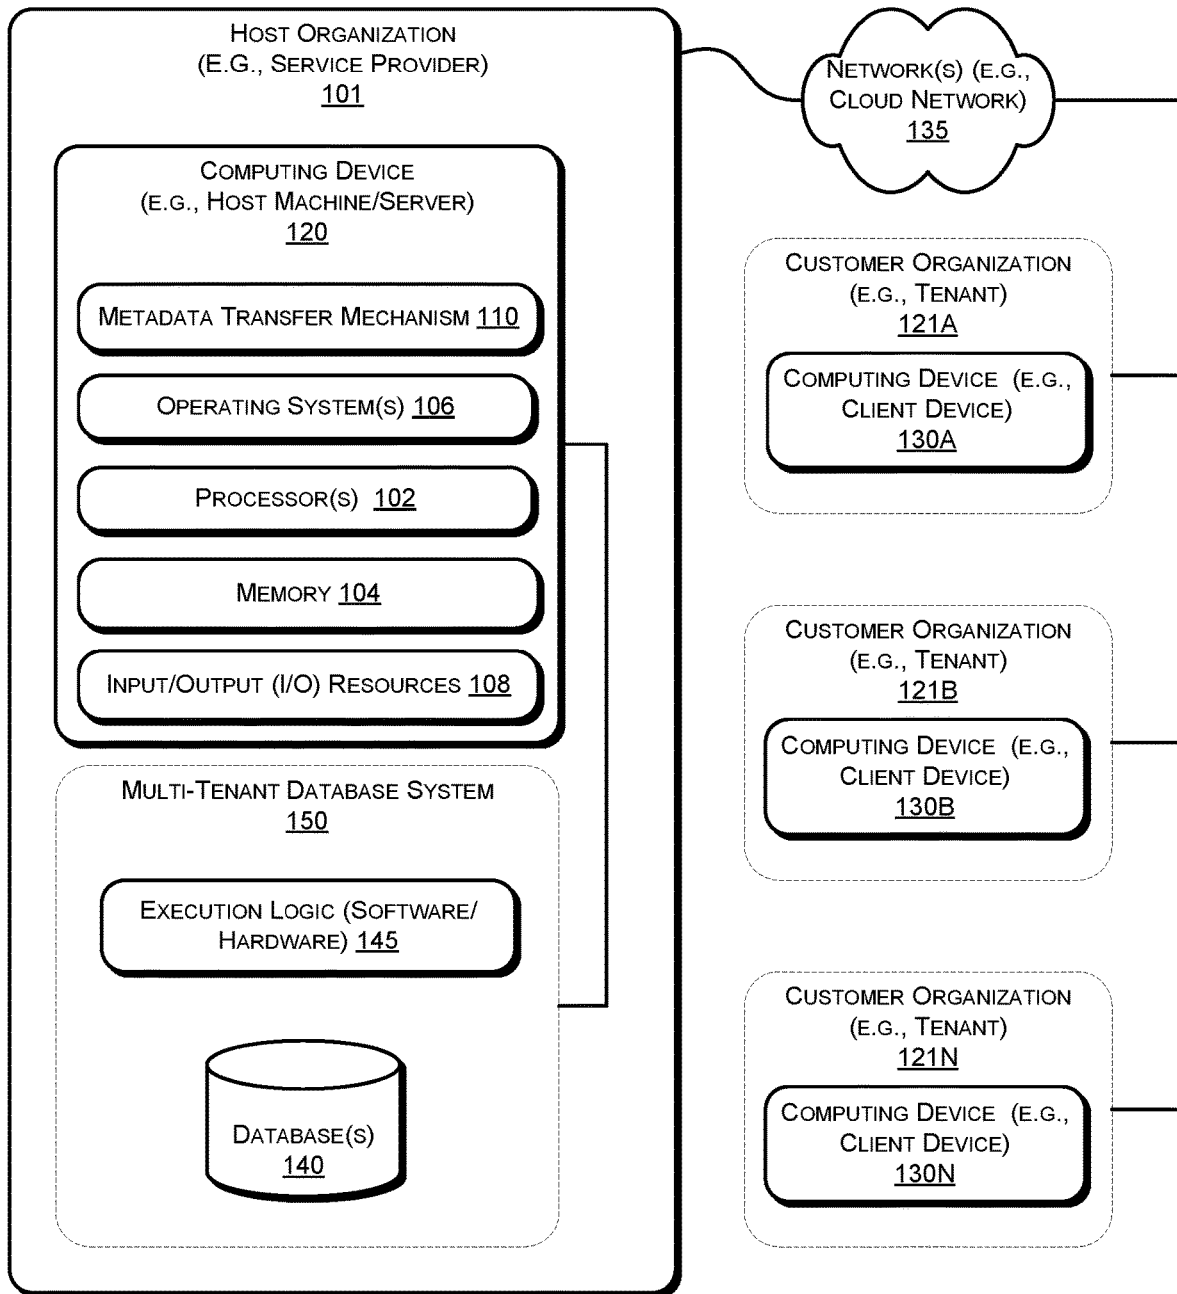 HOST ORGANIZATION
(E.G., SERVICE PROVIDER)
101
COMPUTING DEVICE
(E.G., HOST MACHINE/SERVER)
120
METADATA TRANSFER MECHANISM 110
OPERATING SYSTEM(S) 106
PROCESSOR(S) 102
MEMORY 104
INPUT/OUTPUT (I/O) RESOURCES 108
MULTI-TENANT DATABASE SYSTEM
150
EXECUTION LOGIC (SOFTWARE/
HARDWARE) 145
DATABASE(S)
140
NETWORK(S) (E.G.,
CLOUD NETWORK)
135
CUSTOMER ORGANIZATION
(E.G., TENANT)
121A
COMPUTING DEVICE (E.G.,
CLIENT DEVICE)
130A
CUSTOMER ORGANIZATION
(E.G., TENANT)
121B
COMPUTING DEVICE (E.G.,
CLIENT DEVICE)
130B
CUSTOMER ORGANIZATION
(E.G., TENANT)
121N
COMPUTING DEVICE (E.G.,
CLIENT DEVICE)
130N